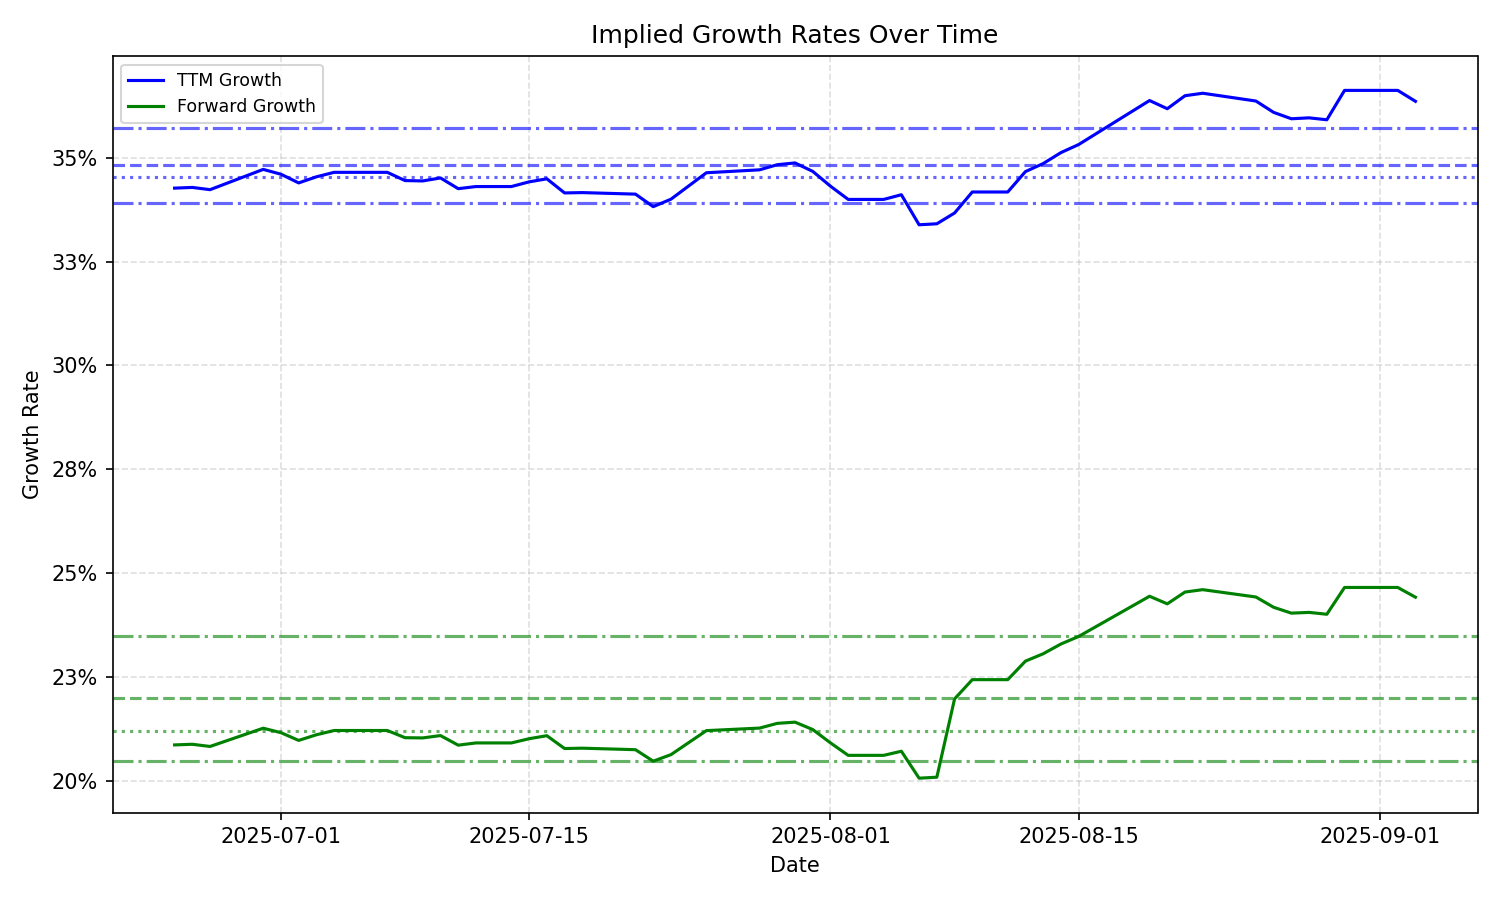 Implied Growth Rates Over Time
TTM Growth
Forward Growth
35%
33%
30%
28%
25%
23%
20%
Growth Rate
2025-07-01
2025-07-15
2025-08-01
2025-08-15
2025-09-01
Date